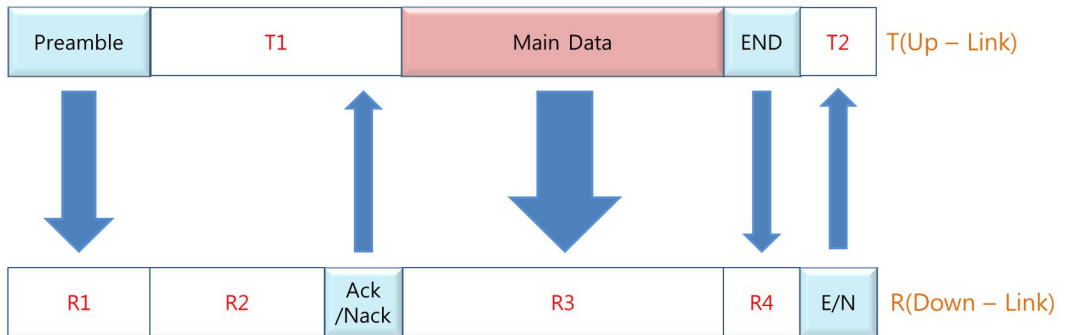 Preamble
T1
Main Data
END
T2
T(Up – Link)
R1
R2
Ack
/Nack
R3
R4
E/N
R(Down – Link)